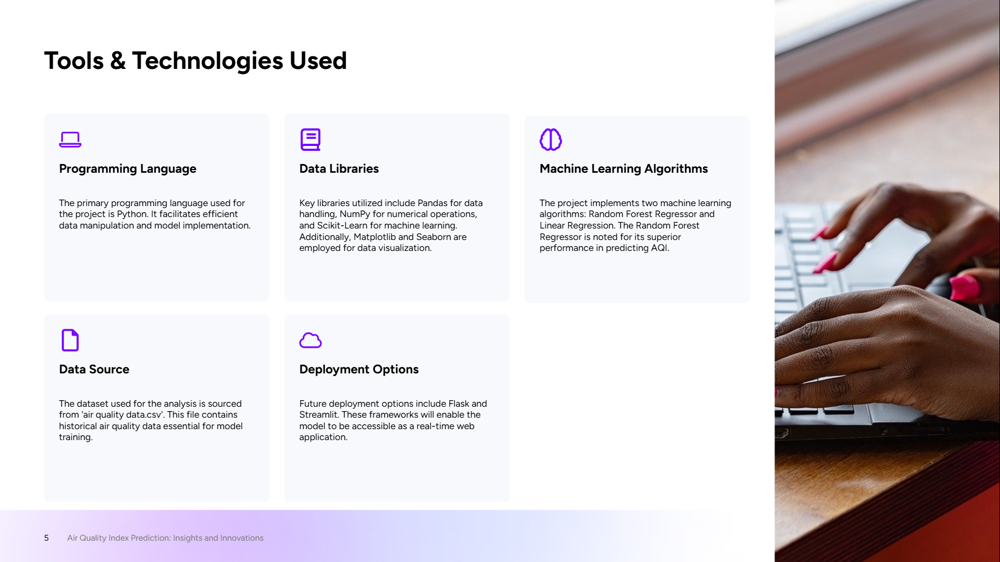 Tools & Technologies Used
Programming Language
The primary programming language used for
the project is Python. It facilitates efficient
data manipulation and model implementation.
Data Libraries
Key libraries utilized include Pandas for data
handling, NumPy for numerical operations,
and Scikit-Learn for machine learning.
Additionally, Matplotlib and Seaborn are
employed for data visualization.
Machine Learning Algorithms
The project implements two machine learning
algorithms: Random Forest Regressor and
Linear Regression. The Random Forest
Regressor is noted for its superior
performance in predicting AQI.
Data Source
The dataset used for the analysis is sourced
from 'air quality data.csv'. This file contains
historical air quality data essential for model
training.
Deployment Options
Future deployment options include Flask and
Streamlit. These frameworks will enable the
model to be accessible as a real-time web
application.
5 Air Quality Index Prediction: Insights and Innovations